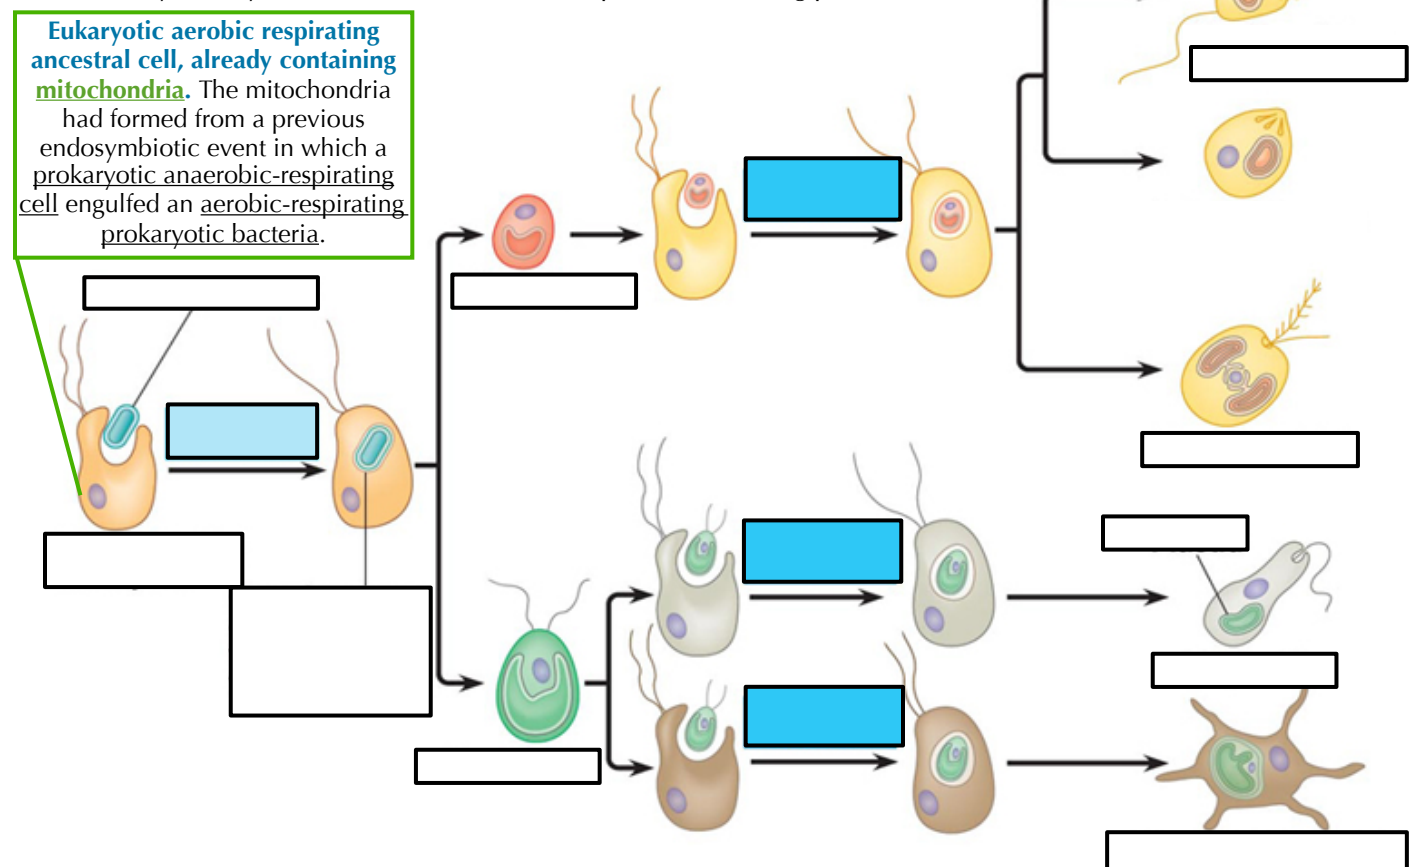 Eukaryotic aerobic respirating
ancestral cell, already containing
mitochondria. The mitochondria
had formed from a previous
endosymbiotic event in which a
prokaryotic anaerobic-respirating
cell engulfed an aerobic-respirating
prokaryotic bacteria.